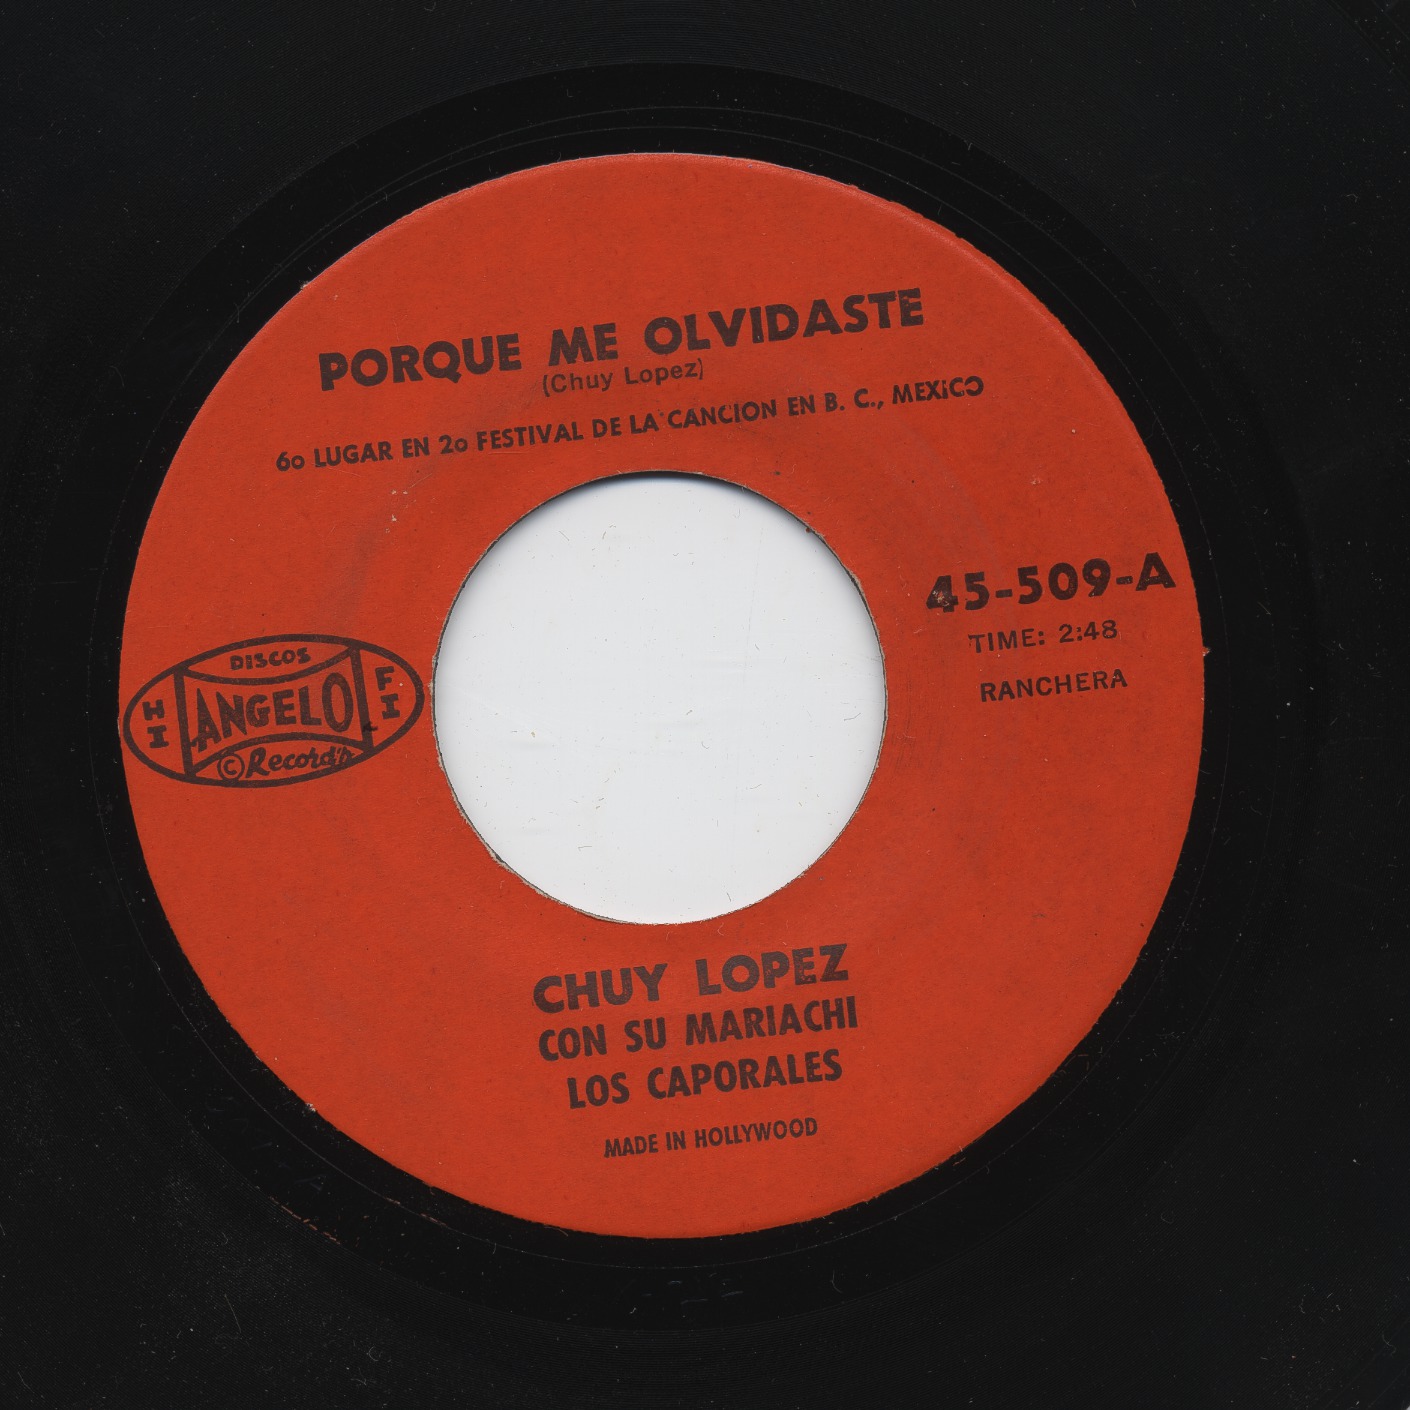 PORQUE ME OLVIDASTE
(Chuy Lopez)
6o LUGAR EN 2o FESTIVAL DE LA CANCION EN B. C., MEXiCO
45-509-A
TIME: 2:48
RANCHERA
DISCOS
HI ANGELO FI
© Record's
CHUY LOPEZ
CON SU MARIACHI
LOS CAPORALES
MADE IN HOLLYWOOD